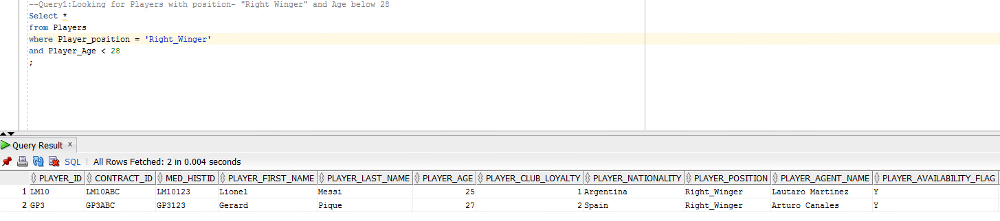 --Query1:Looking for Players with position- "Right Winger" and Age below 28
Select *
from Players
where Player_position = 'Right_Winger'
and Player_Age < 28
;
Query Result x
SQL | All Rows Fetched: 2 in 0.004 seconds
PLAYER_ID CONTRACT_ID MED_HISTID PLAYER_FIRST_NAME PLAYER_LAST_NAME PLAYER_AGE PLAYER_CLUB_LOYALTY PLAYER_NATIONALITY PLAYER_POSITION PLAYER_AGENT_NAME PLAYER_AVAILABILITY_FLAG
1 LM10 LM10ABC LM10123 Lionel Messi 25 1 Argentina Right_Winger Lautaro Martinez Y
2 GP3 GP3ABC GP3123 Gerard Pique 27 2 Spain Right_Winger Arturo Canales Y